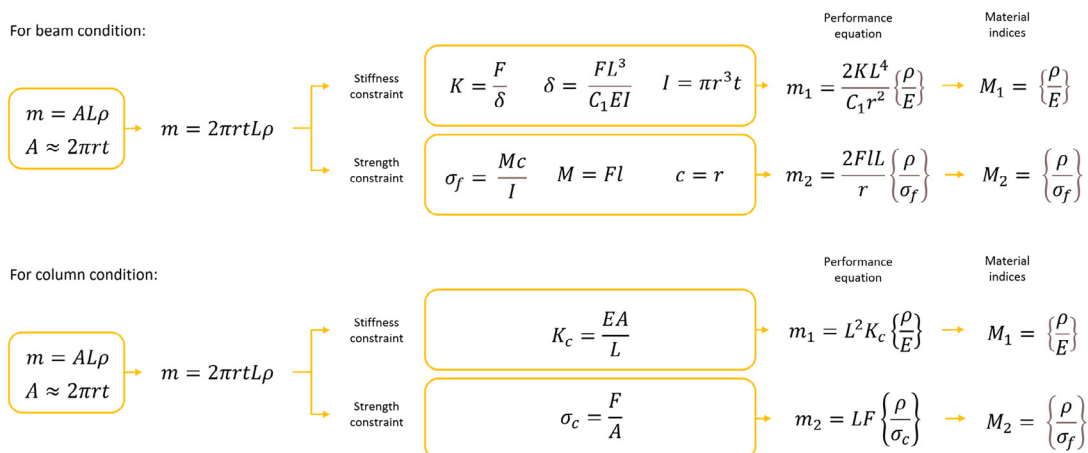 For beam condition:
Performance equation
Material indices
m = ALρ
A ≈ 2πrt
m = 2πrtLρ
Stiffness constraint
K = F/δ δ = FL³/C₁EI I = πr³t
m₁ = 2KL⁴/C₁r² {ρ/E}
M₁ = {ρ/E}
Strength constraint
σ_f = Mc/I M = Fl c = r
m₂ = 2FlL/r {ρ/σ_f}
M₂ = {ρ/σ_f}
For column condition:
Performance equation
Material indices
m = ALρ
A ≈ 2πrt
m = 2πrtLρ
Stiffness constraint
K_c = EA/L
m₁ = L²K_c {ρ/E}
M₁ = {ρ/E}
Strength constraint
σ_c = F/A
m₂ = LF {ρ/σ_c}
M₂ = {ρ/σ_f}